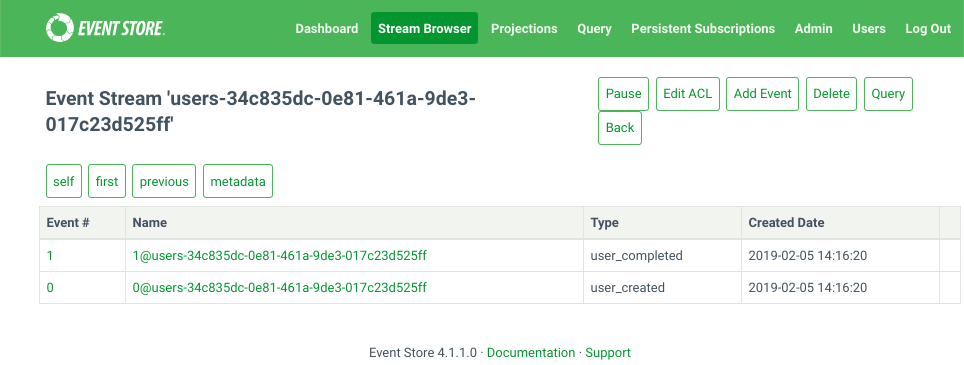 EVENT STORE. Dashboard Stream Browser Projections Query Persistent Subscriptions Admin Users Log Out
Event Stream 'users-34c835dc-0e81-461a-9de3-
017c23d525ff'
Pause Edit ACL Add Event Delete Query
Back
self first previous metadata
Event # Name Type Created Date
1 1@users-34c835dc-0e81-461a-9de3-017c23d525ff user_completed 2019-02-05 14:16:20
0 0@users-34c835dc-0e81-461a-9de3-017c23d525ff user_created 2019-02-05 14:16:20
Event Store 4.1.1.0 · Documentation · Support